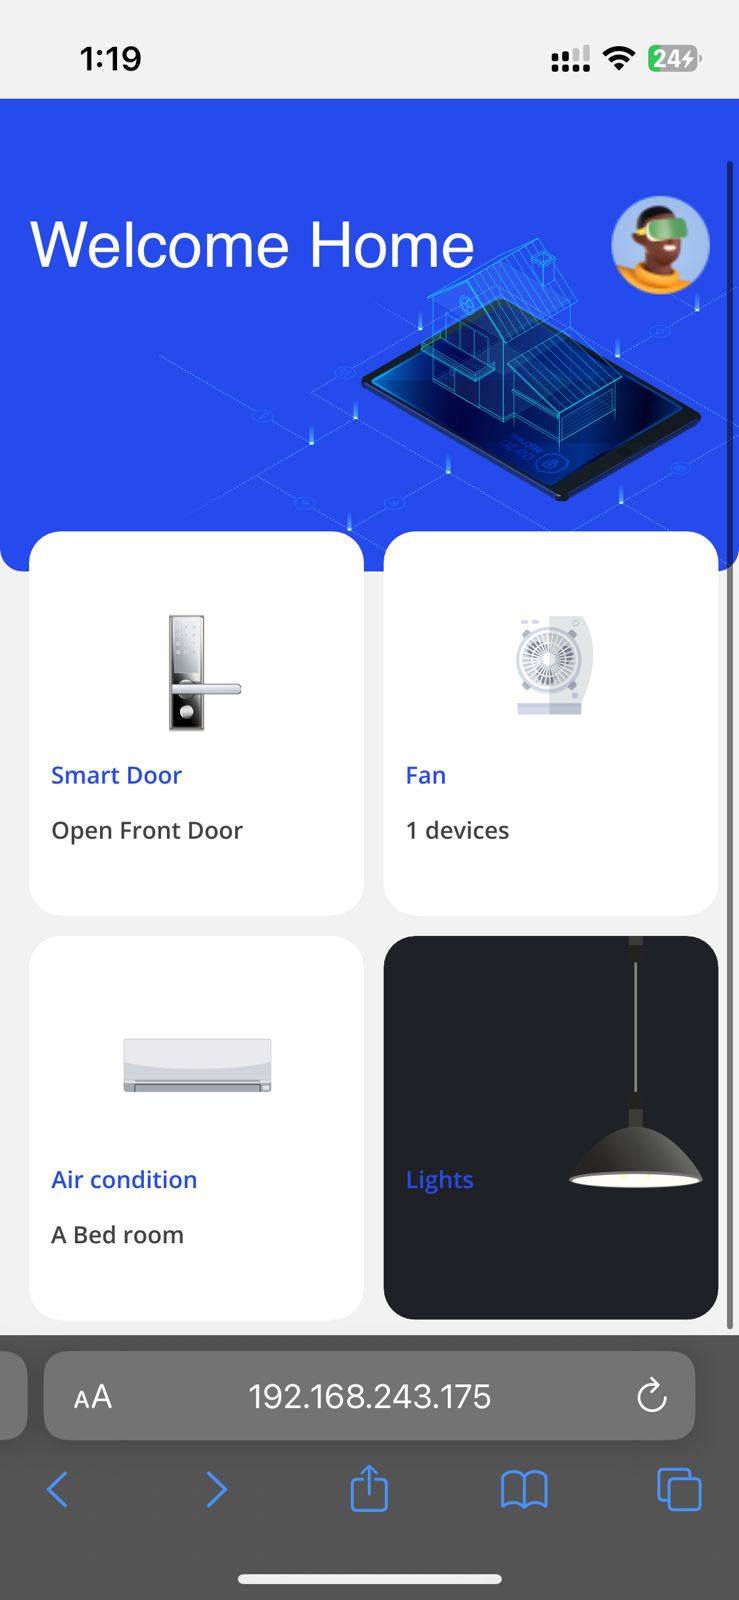 1:19
24
Welcome Home
Smart Door
Open Front Door
Fan
1 devices
Air condition
A Bed room
Lights
AA
192.168.243.175